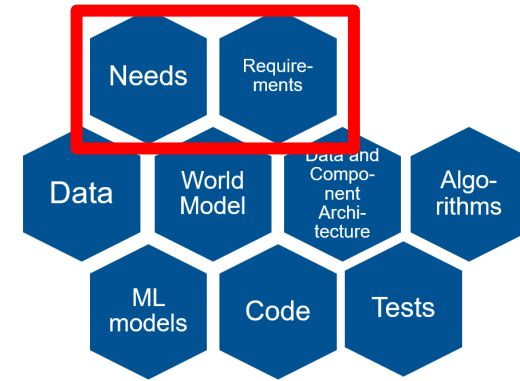 Needs
Require-
ments
Data
World
Model
Data and
Compo-
nent
Archi-
tecture
Algo-
rithms
ML
models
Code
Tests